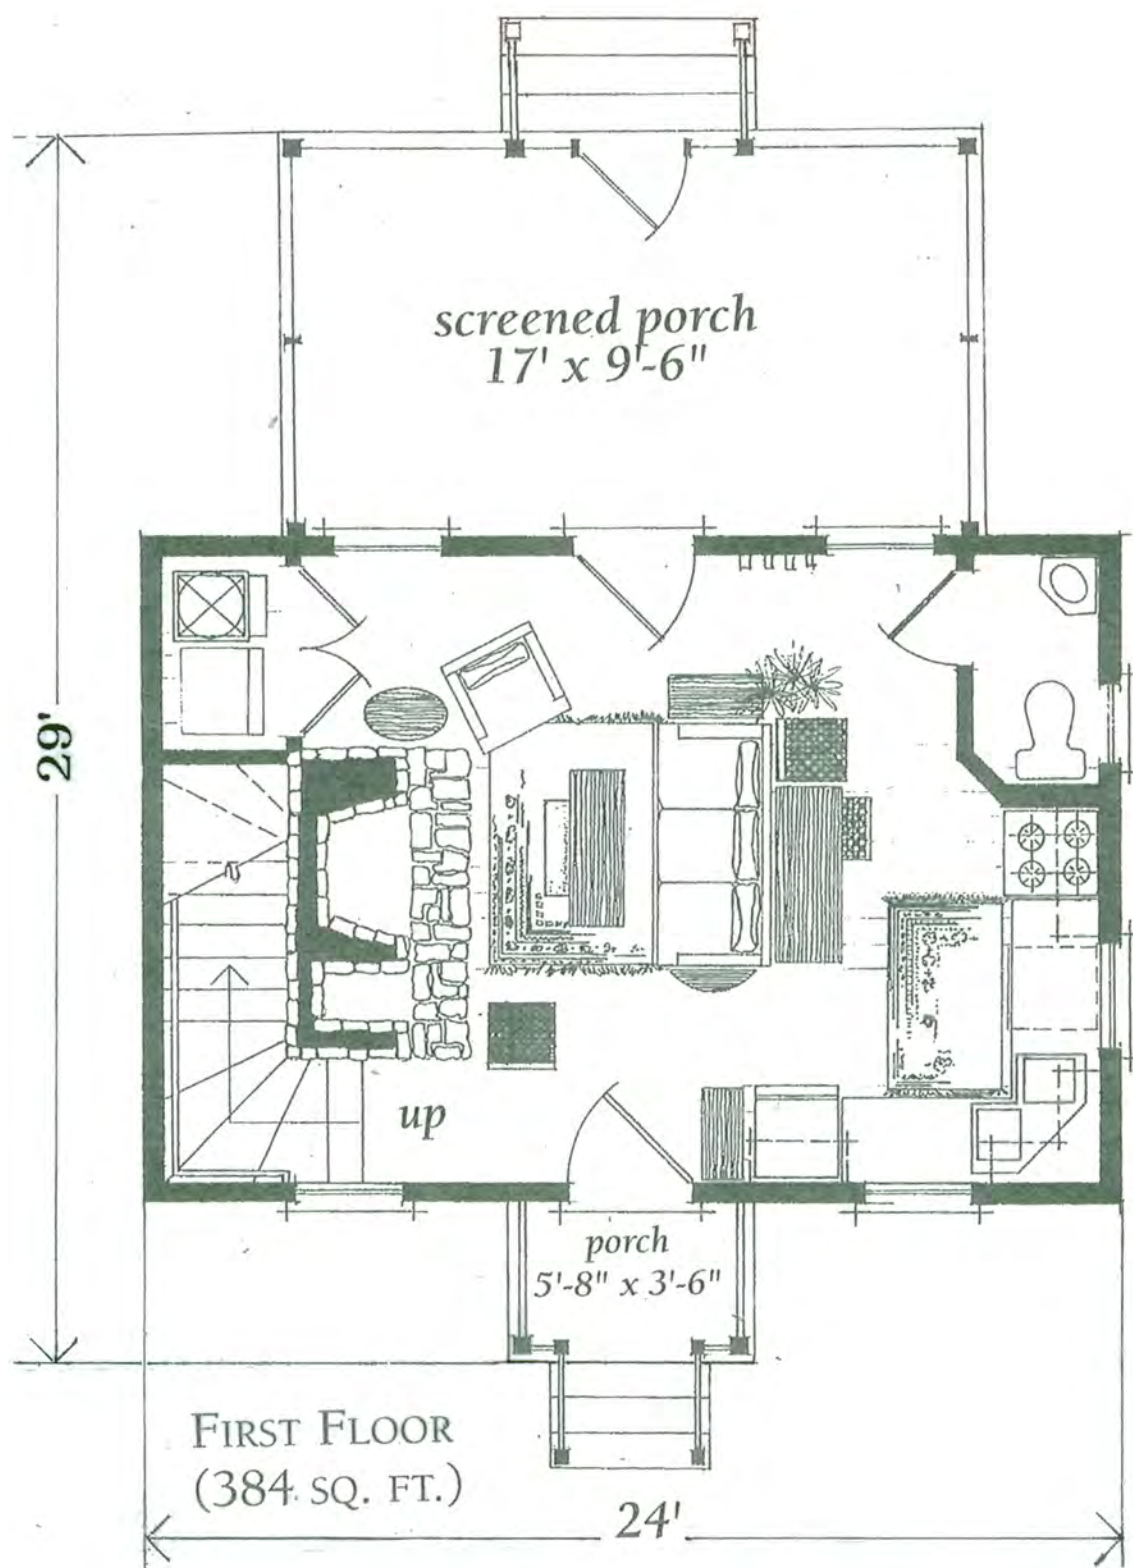 screened porch
17' x 9'-6"
29'
up
porch
5'-8" x 3'-6"
FIRST FLOOR
(384 SQ. FT.)
24'